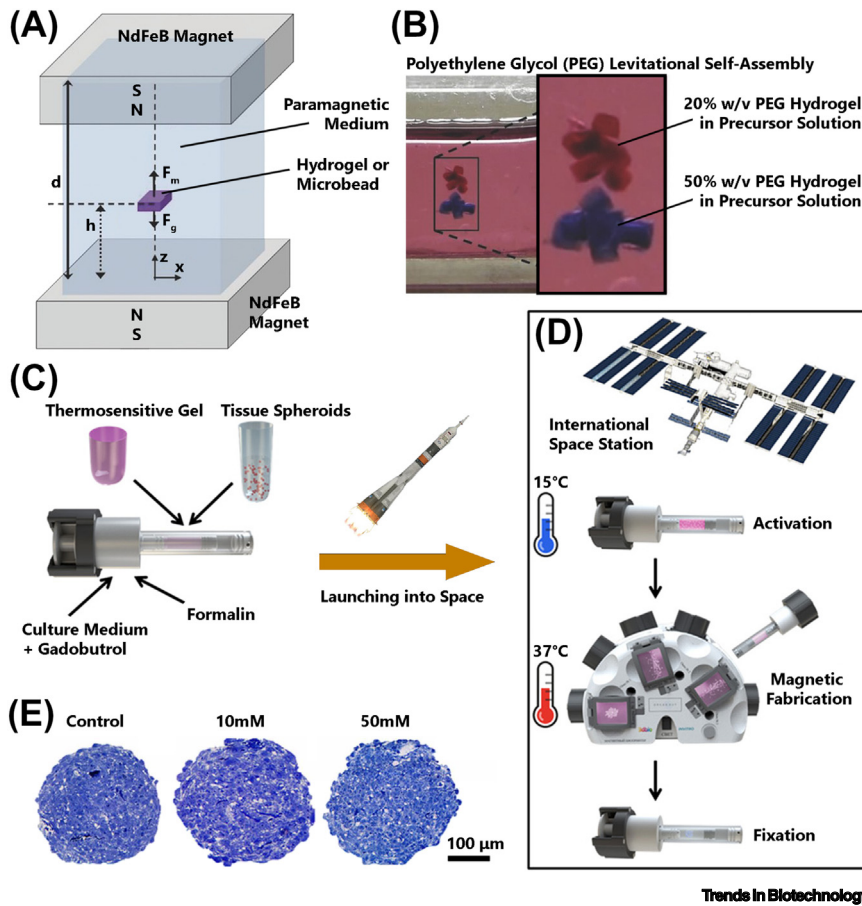 (A)
NdFeB Magnet
S
N
Paramagnetic
Medium
d
Fm
Hydrogel or
Microbead
Fg
h
z
x
N
S
NdFeB
Magnet
(B)
Polyethylene Glycol (PEG) Levitational Self-Assembly
20% w/v PEG Hydrogel
in Precursor Solution
50% w/v PEG Hydrogel
in Precursor Solution
(C)
Thermosensitive Gel
Tissue Spheroids
Culture Medium
+ Gadobutrol
Formalin
Launching into Space
(D)
International
Space Station
15°C
Activation
37°C
Magnetic
Fabrication
Fixation
(E)
Control
10mM
50mM
100 µm
Trends in Biotechnology